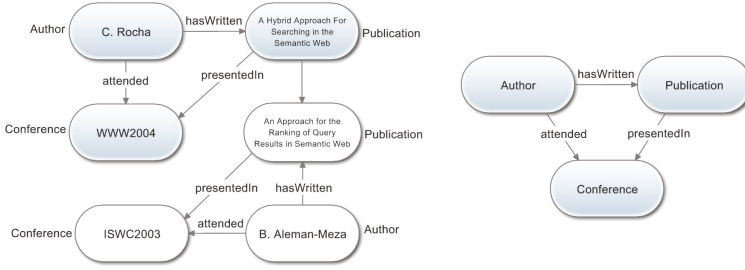 Author
C. Rocha
hasWritten
A Hybrid Approach For
Searching in the
Semantic Web
Publication
attended
presentedIn
Conference
WWW2004
An Approach for the
Ranking of Query
Results in Semantic Web
Publication
presentedIn
hasWritten
Conference
ISWC2003
attended
B. Aleman-Meza
Author
Author
hasWritten
Publication
attended
presentedIn
Conference